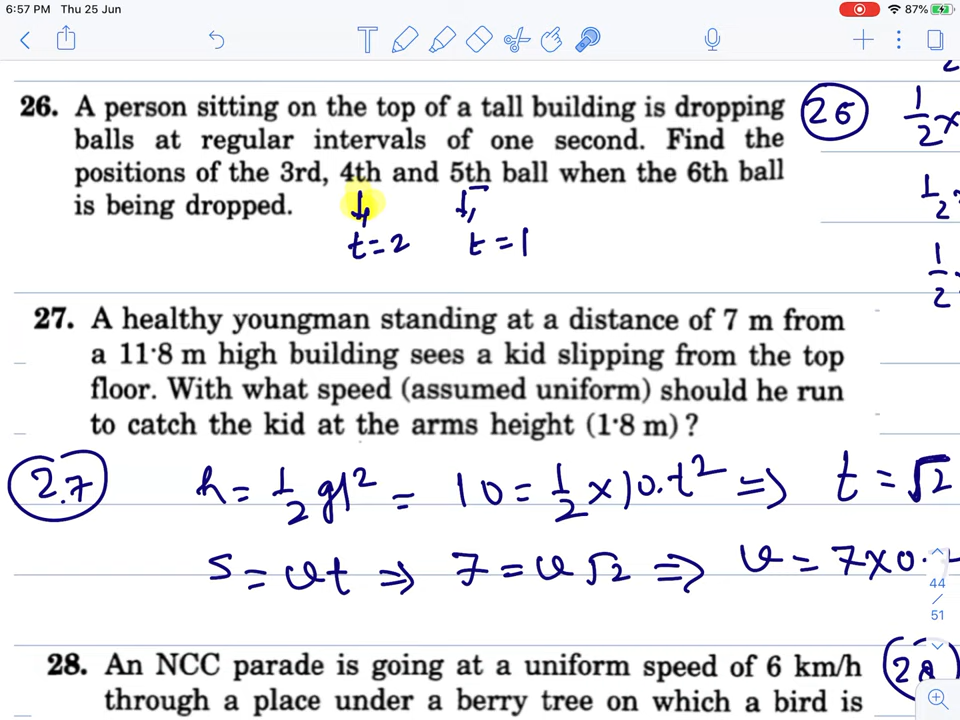 6:57 PM Thu 25 Jun
87%
T
26. A person sitting on the top of a tall building is dropping
balls at regular intervals of one second. Find the
positions of the 3rd, 4th and 5th ball when the 6th ball
is being dropped.
t=2 t=1
26
1/2 ×
1/2
1/2
27. A healthy youngman standing at a distance of 7 m from
a 11·8 m high building sees a kid slipping from the top
floor. With what speed (assumed uniform) should he run
to catch the kid at the arms height (1·8 m) ?
2.7 h = 1/2 gt² = 10 = 1/2 × 10.t² ⇒ t = √2
s = vt ⇒ 7 = v√2 ⇒ v = 7×0.
44
/
51
28. An NCC parade is going at a uniform speed of 6 km/h
through a place under a berry tree on which a bird is
28